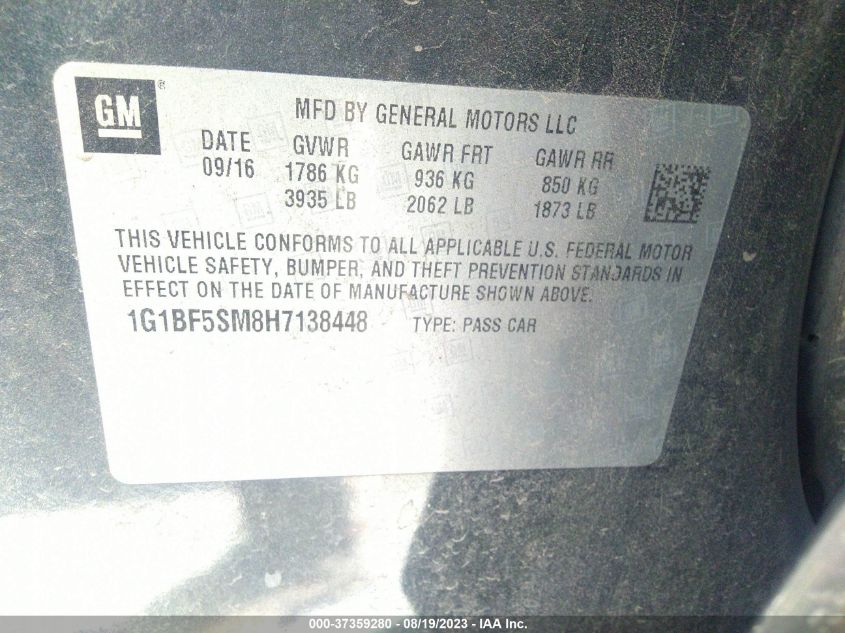 GM ®
MFD BY GENERAL MOTORS LLC
DATE GVWR GAWR FRT GAWR RR
09/16 1786 KG 936 KG 850 KG
3935 LB 2062 LB 1873 LB
THIS VEHICLE CONFORMS TO ALL APPLICABLE U.S. FEDERAL MOTOR
VEHICLE SAFETY, BUMPER, AND THEFT PREVENTION STANDARDS IN
EFFECT ON THE DATE OF MANUFACTURE SHOWN ABOVE.
1G1BF5SM8H7138448 TYPE: PASS CAR
000-37359280 - 08/19/2023 - IAA Inc.